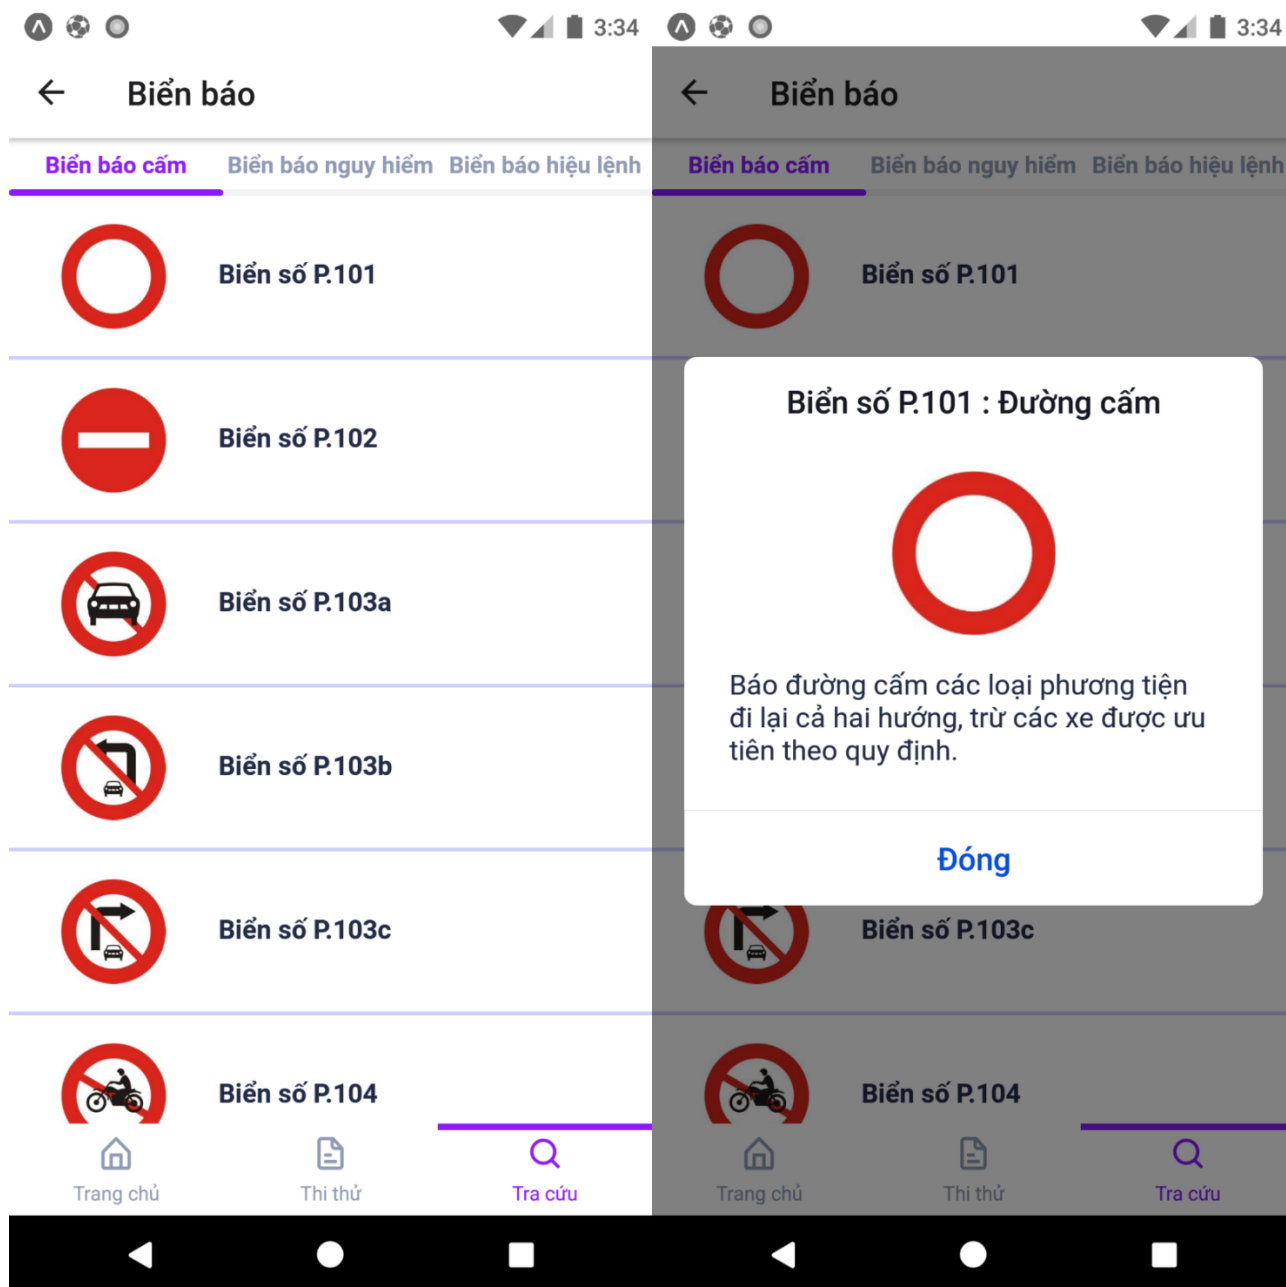 3:34
Biển báo
Biển báo cấm Biển báo nguy hiểm Biển báo hiệu lệnh
Biển số P.101
Biển số P.102
Biển số P.103a
Biển số P.103b
Biển số P.103c
Biển số P.104
Trang chủ Thi thử Tra cứu
3:34
Biển báo
Biển báo cấm Biển báo nguy hiểm Biển báo hiệu lệnh
Biển số P.101
Biển số P.101 : Đường cấm
Báo đường cấm các loại phương tiện
đi lại cả hai hướng, trừ các xe được ưu
tiên theo quy định.
Đóng
Biển số P.103c
Biển số P.104
Trang chủ Thi thử Tra cứu